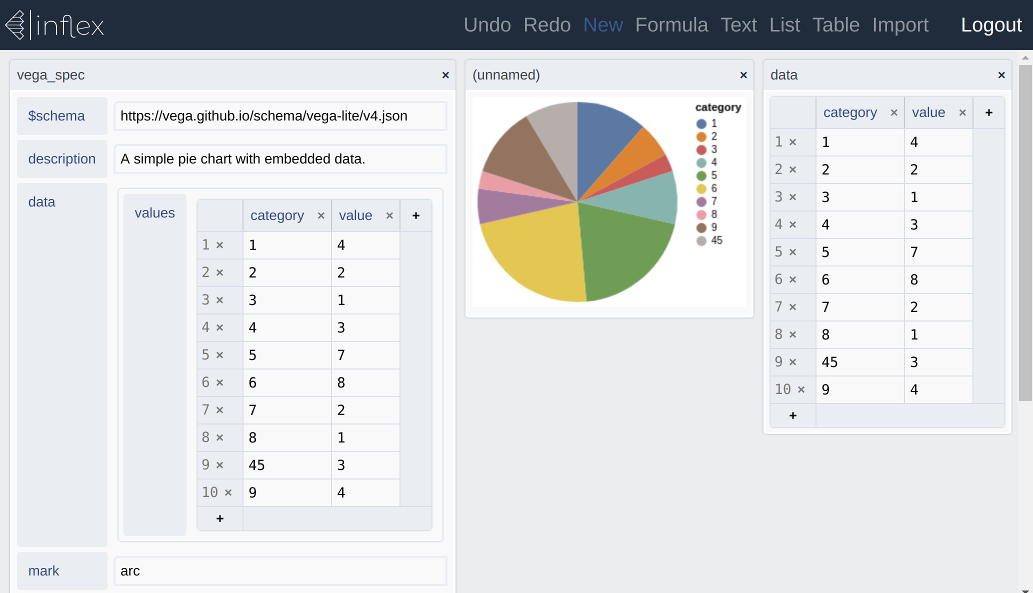 inflex Undo Redo New Formula Text List Table Import Logout
vega_spec ×
$schema https://vega.github.io/schema/vega-lite/v4.json
description A simple pie chart with embedded data.
data
values
category × value × +
1 × 1 4
2 × 2 2
3 × 3 1
4 × 4 3
5 × 5 7
6 × 6 8
7 × 7 2
8 × 8 1
9 × 45 3
10 × 9 4
+
mark arc
(unnamed) ×
category
1
2
3
4
5
6
7
8
9
45
data ×
category × value × +
1 × 1 4
2 × 2 2
3 × 3 1
4 × 4 3
5 × 5 7
6 × 6 8
7 × 7 2
8 × 8 1
9 × 45 3
10 × 9 4
+